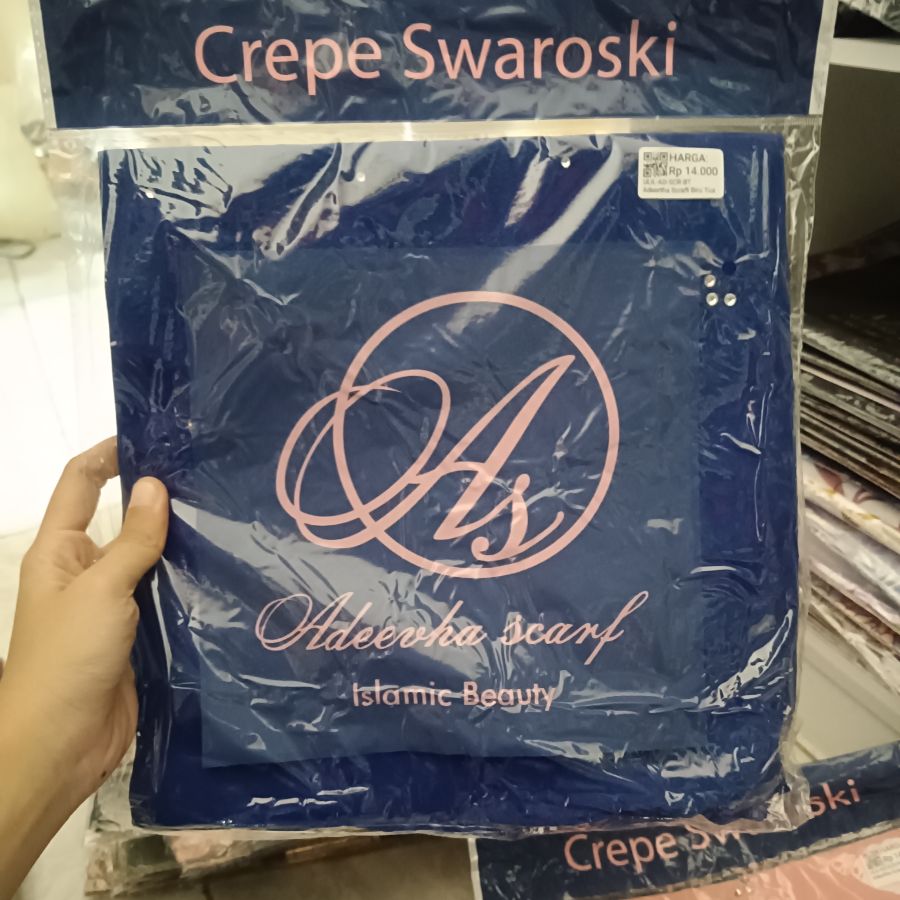 Crepe Swaroski
HARGA:
Rp 14.000
As
Adeevha scarf
Islamic Beauty
Crepe Swaroski